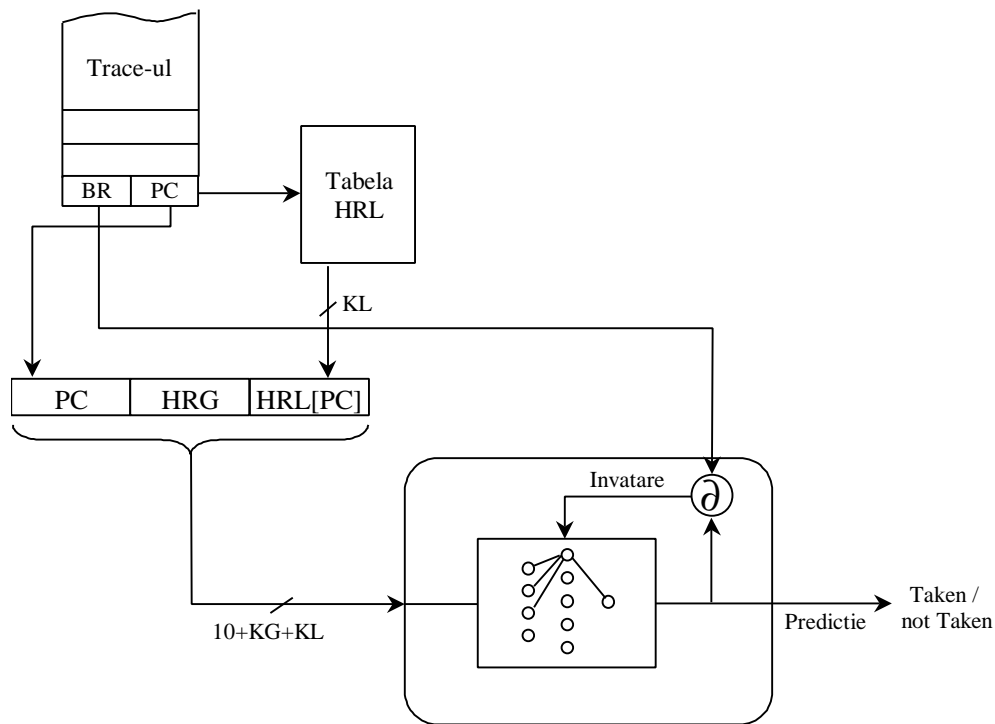 Trace-ul
BR PC
Tabela
HRL
KL
PC HRG HRL[PC]
Invatare
∂
10+KG+KL
Predictie
Taken /
not Taken